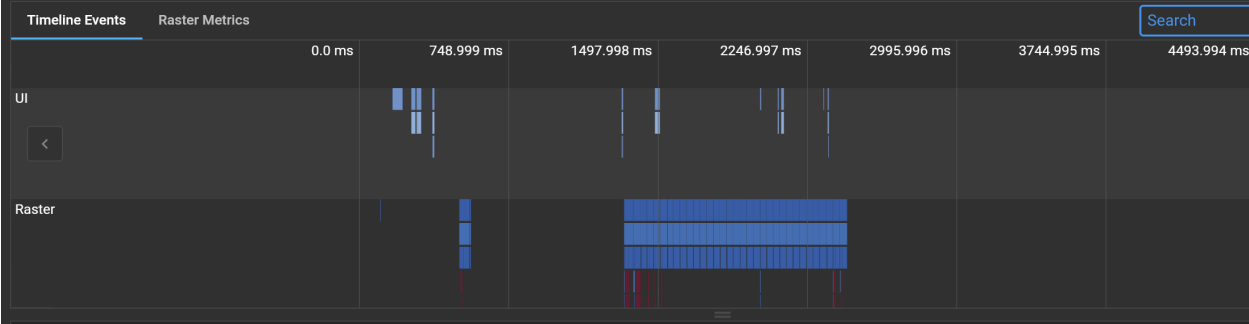 Timeline Events Raster Metrics Search
0.0 ms 748.999 ms 1497.998 ms 2246.997 ms 2995.996 ms 3744.995 ms 4493.994 ms
UI
Raster